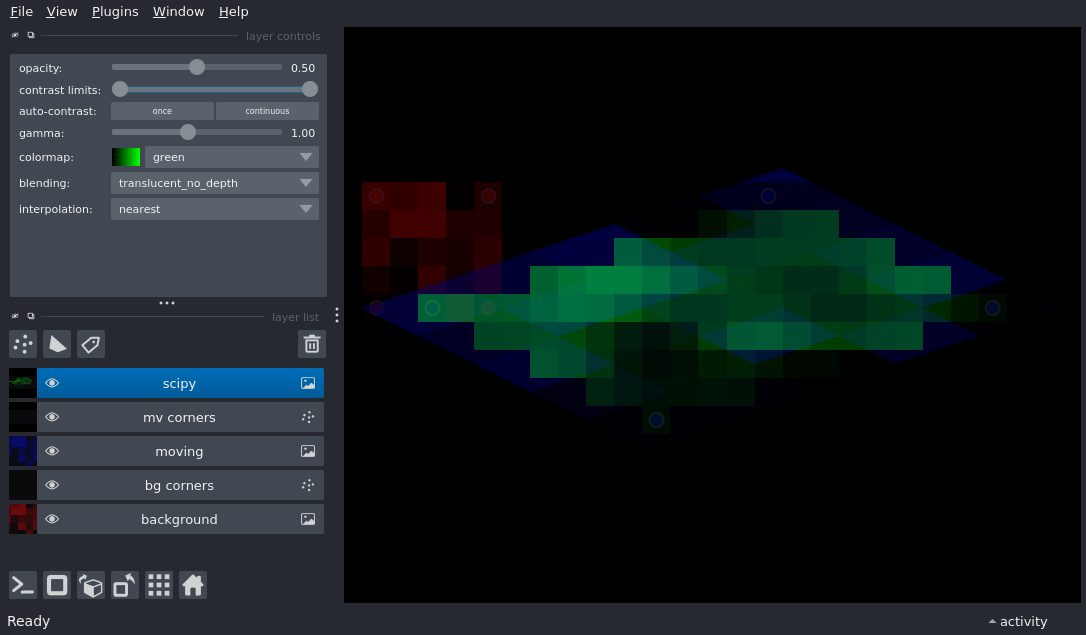 File View Plugins Window Help
layer controls
opacity: 0.50
contrast limits:
auto-contrast: once continuous
gamma: 1.00
colormap: green
blending: translucent_no_depth
interpolation: nearest
layer list
scipy
mv corners
moving
bg corners
background
Ready activity